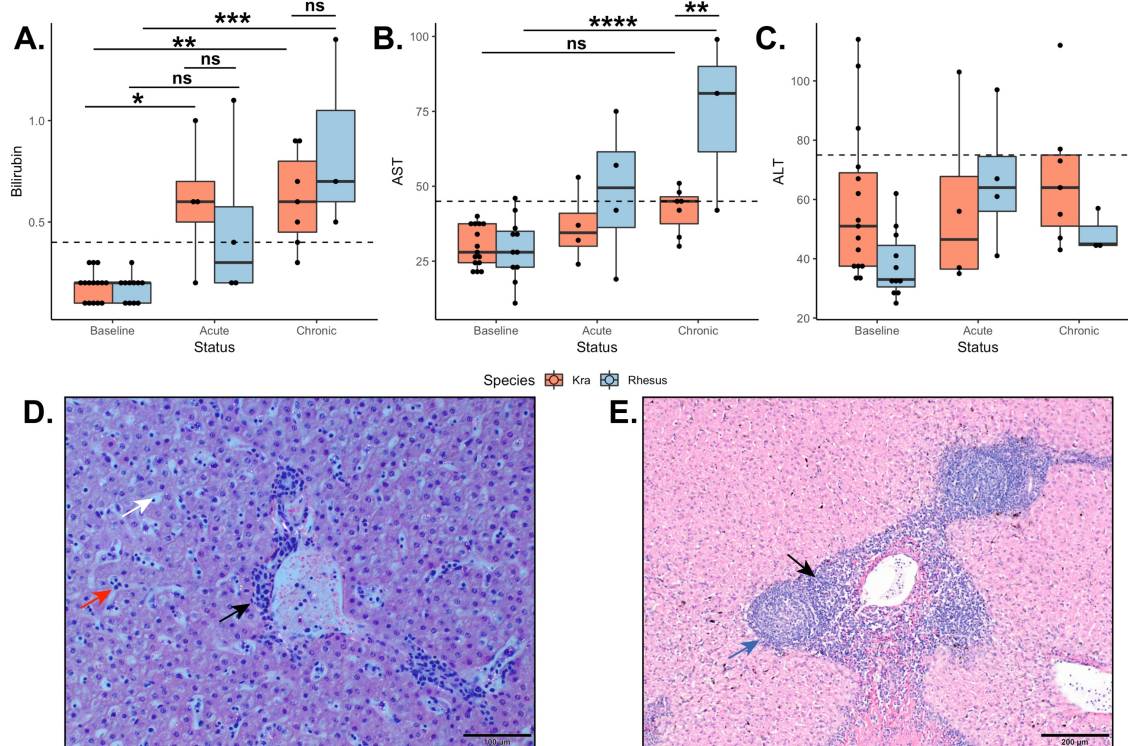 A.
ns
***
**
ns
ns
*
1.0
0.5
Bilirubin
Baseline Acute Chronic
Status
B.
**
****
ns
100
75
50
25
AST
Baseline Acute Chronic
Status
C.
100
80
60
40
20
ALT
Baseline Acute Chronic
Status
Species Kra Rhesus
D.
100 µm
E.
200 µm